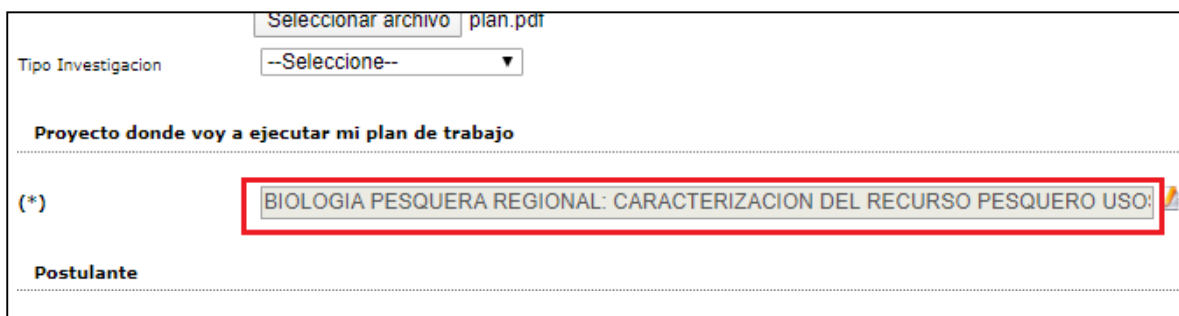 Seleccionar archivo plan.pdf
Tipo Investigacion --Seleccione--
Proyecto donde voy a ejecutar mi plan de trabajo
(*) BIOLOGIA PESQUERA REGIONAL: CARACTERIZACION DEL RECURSO PESQUERO USO
Postulante